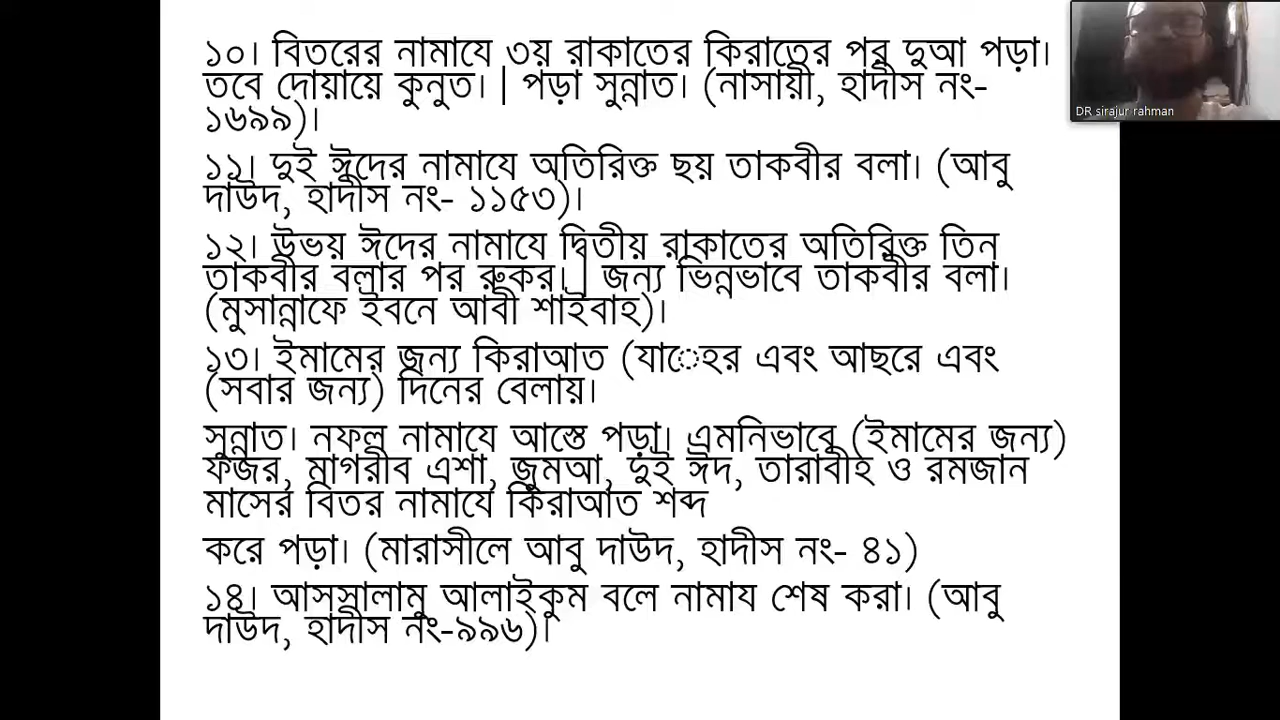 ১০। বিতরের নামাযে ৩য় রাকাতের কিরাতের পর দুআ পড়া।
তবে দোয়ায়ে কুনুত। | পড়া সুন্নাত। (নাসায়ী, হাদীস নং-
১৬৯৯)।
১১। দুই ঈদের নামাযে অতিরিক্ত ছয় তাকবীর বলা। (আবু
দাউদ, হাদীস নং- ১১৫৩)।
১২। উভয় ঈদের নামাযে দ্বিতীয় রাকাতের অতিরিক্ত তিন
তাকবীর বলার পর রুকর। | জন্য ভিন্নভাবে তাকবীর বলা।
(মুসান্নাফে ইবনে আবী শাইবাহ)।
১৩। ইমামের জন্য কিরাআত (যােহর এবং আছরে এবং
(সবার জন্য) দিনের বেলায়।
সুন্নাত। নফল নামাযে আস্তে পড়া। এমনিভাবে (ইমামের জন্য)
ফজর, মাগরীব এশা, জুমআ, দুই ঈদ, তারাবীহ ও রমজান
মাসের বিতর নামাযে কিরাআত শব্দ
করে পড়া। (মারাসীলে আবু দাউদ, হাদীস নং- ৪১)
১৪। আসসালামু আলাইকুম বলে নামায শেষ করা। (আবু
দাউদ, হাদীস নং-৯৯৬)।
DR sirajur rahman